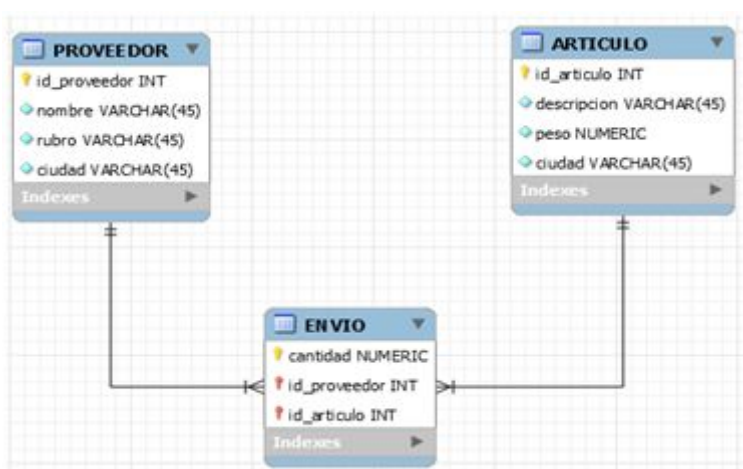 PROVEEDOR
id_proveedor INT
nombre VARCHAR(45)
rubro VARCHAR(45)
ciudad VARCHAR(45)
Indexes
ARTICULO
id_articulo INT
descripcion VARCHAR(45)
peso NUMERIC
ciudad VARCHAR(45)
Indexes
ENVIO
cantidad NUMERIC
id_proveedor INT
id_articulo INT
Indexes